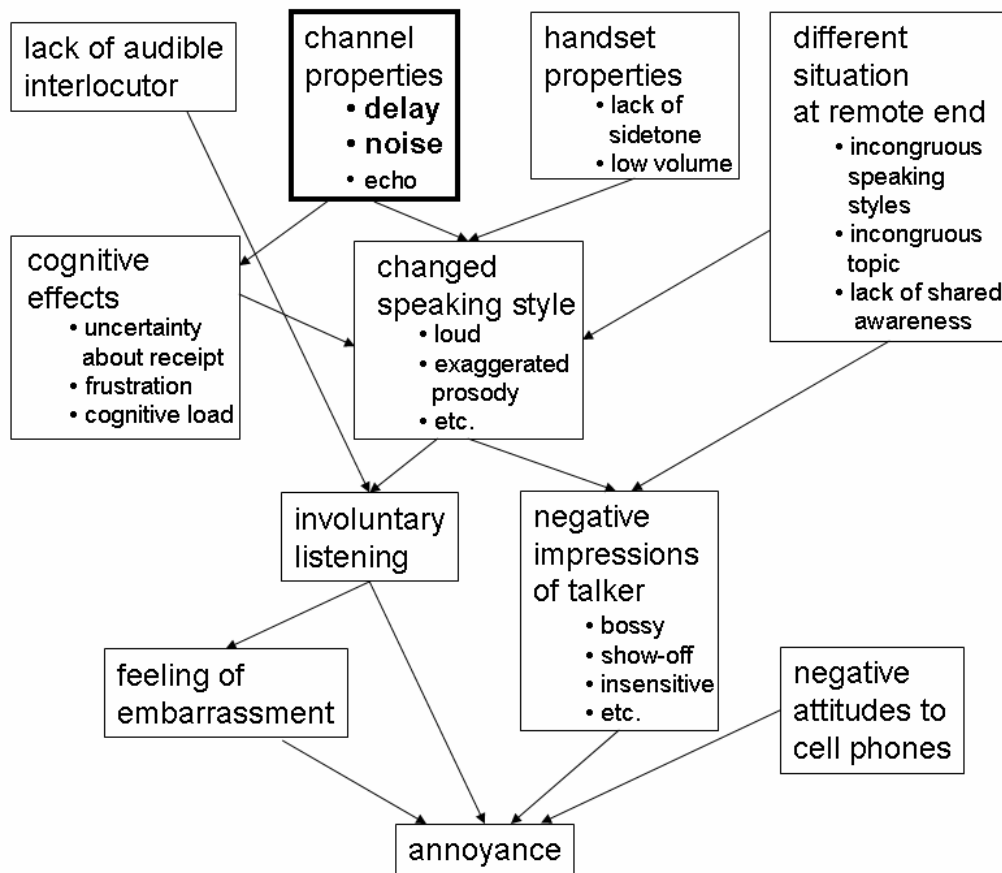 lack of audible
interlocutor
channel
properties
• delay
• noise
• echo
handset
properties
• lack of
sidetone
• low volume
different
situation
at remote end
• incongruous
speaking
styles
• incongruous
topic
• lack of shared
awareness
cognitive
effects
• uncertainty
about receipt
• frustration
• cognitive load
changed
speaking style
• loud
• exaggerated
prosody
• etc.
involuntary
listening
negative
impressions
of talker
• bossy
• show-off
• insensitive
• etc.
feeling of
embarrassment
negative
attitudes to
cell phones
annoyance